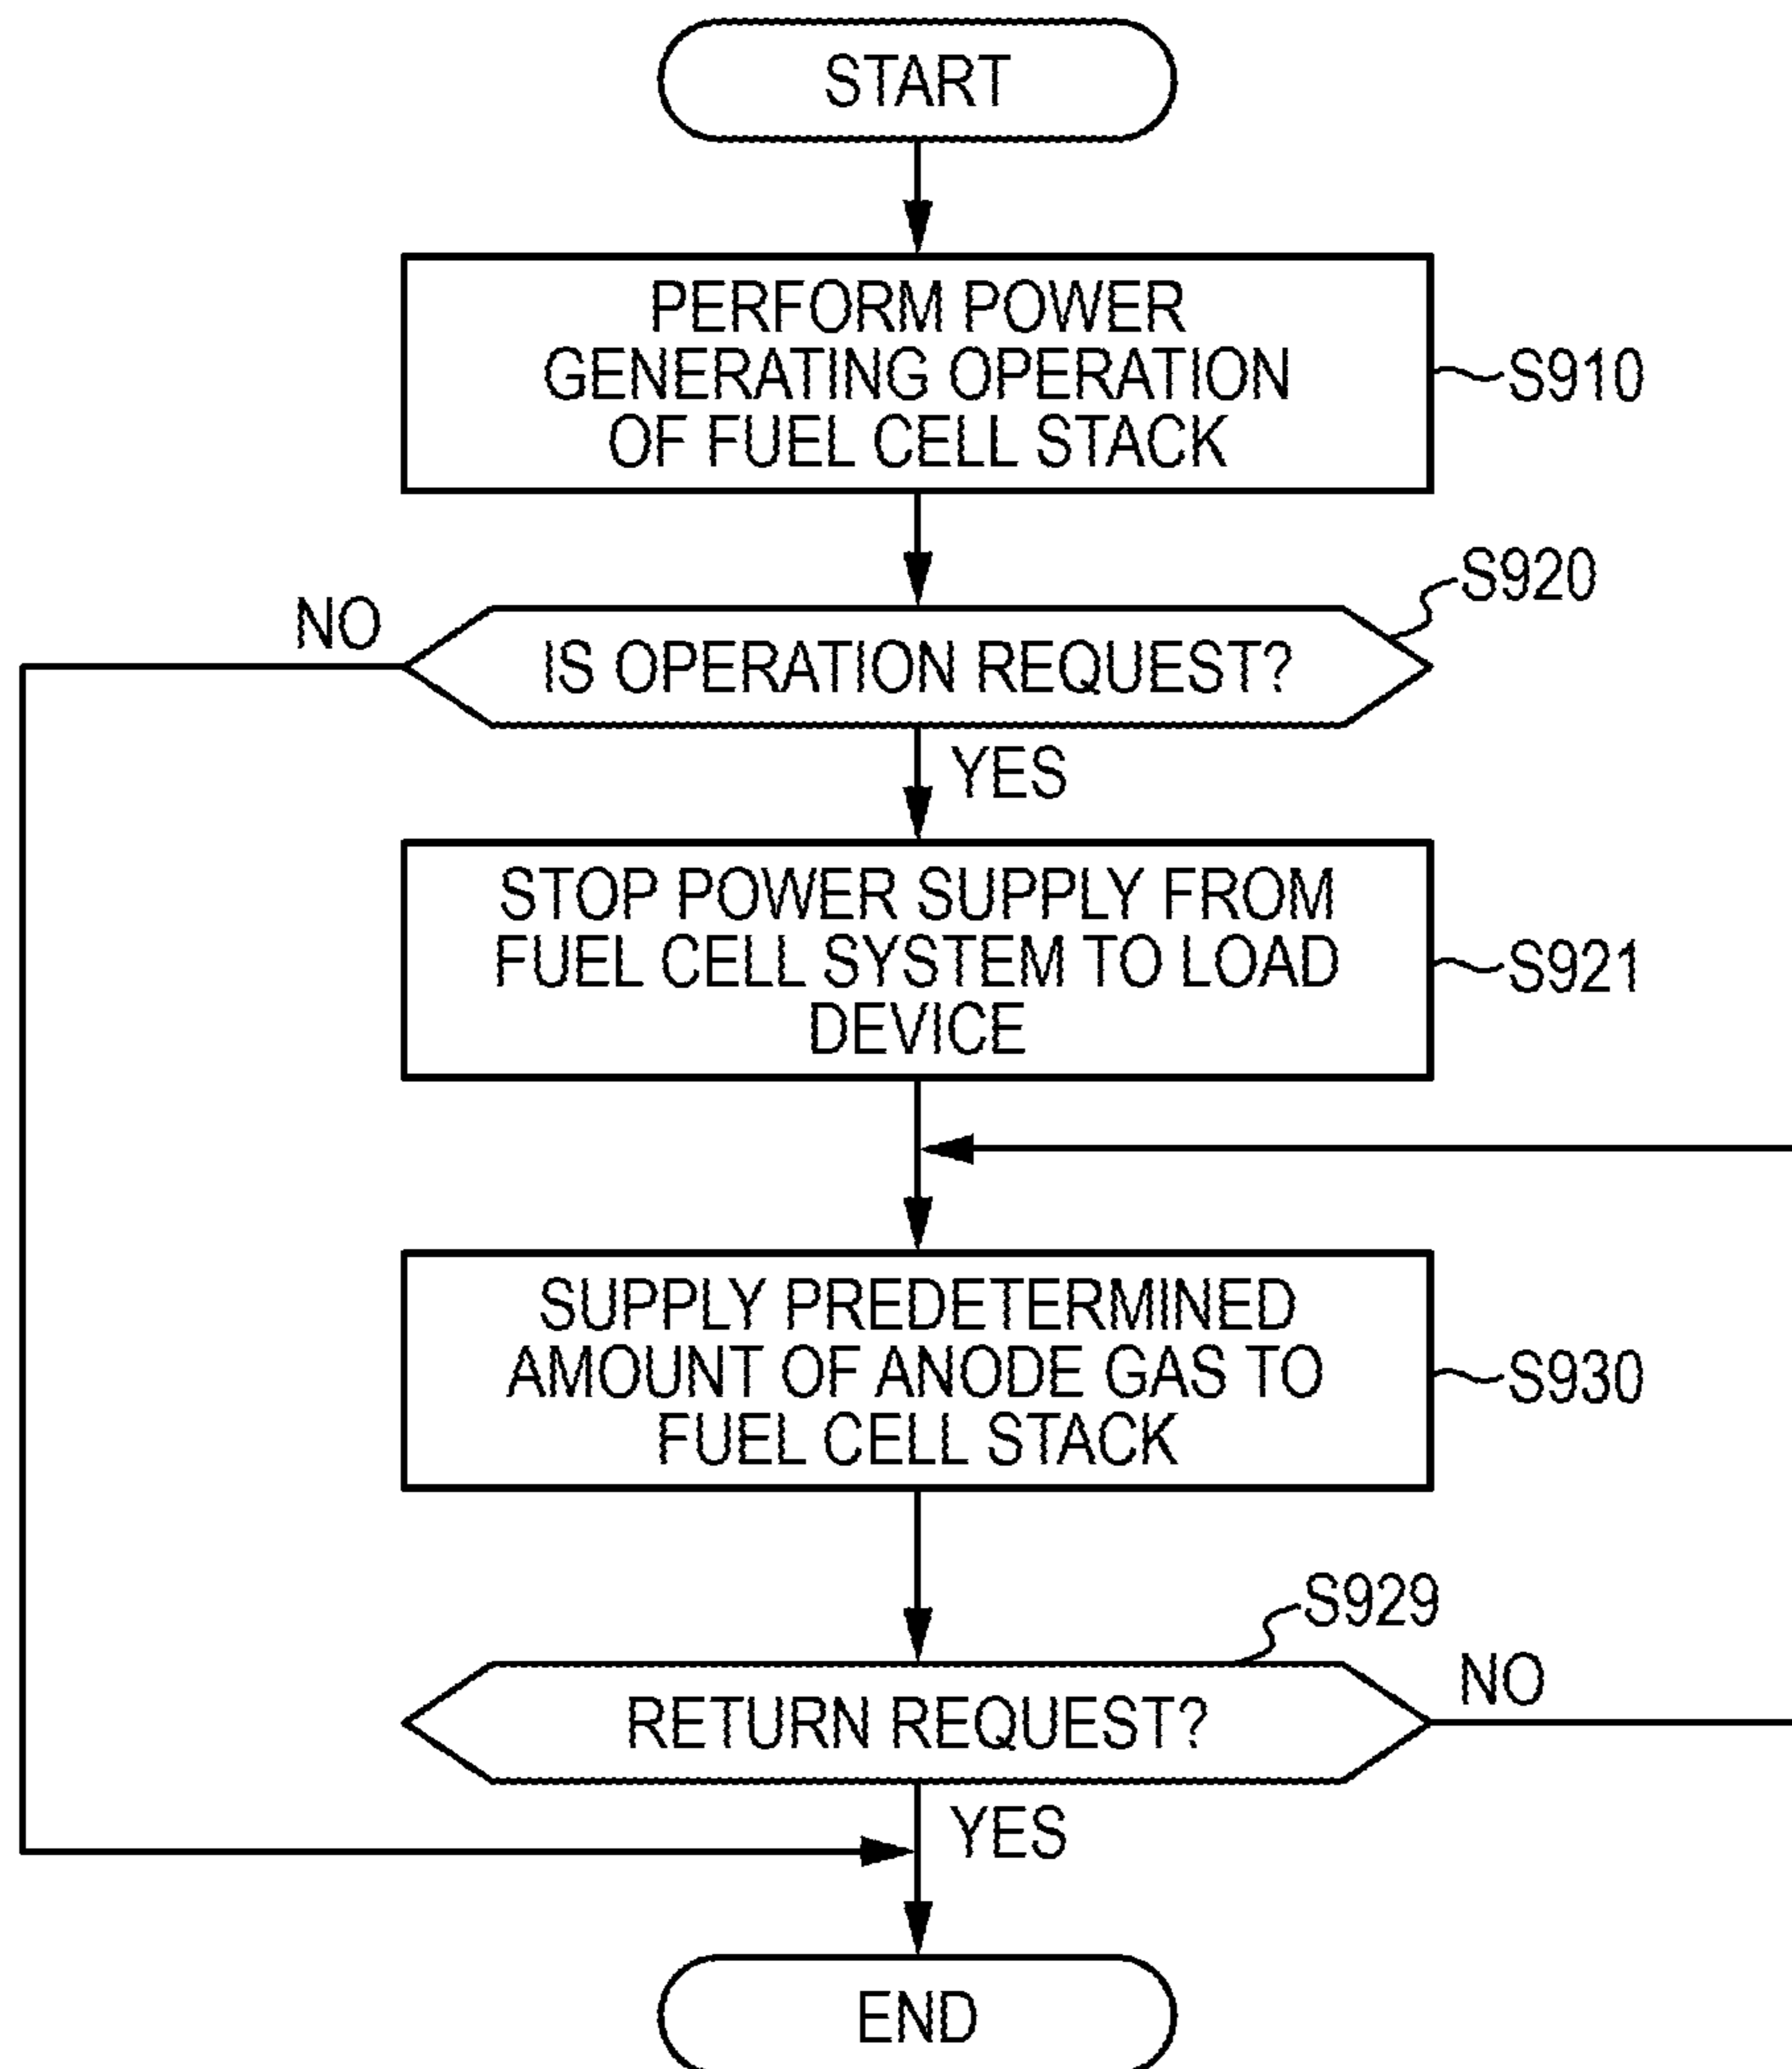 START
PERFORM POWER
GENERATING OPERATION
OF FUEL CELL STACK
S910
S920
NO
IS OPERATION REQUEST?
YES
STOP POWER SUPPLY FROM
FUEL CELL SYSTEM TO LOAD
DEVICE
S921
SUPPLY PREDETERMINED
AMOUNT OF ANODE GAS TO
FUEL CELL STACK
S930
S929
RETURN REQUEST?
NO
YES
END